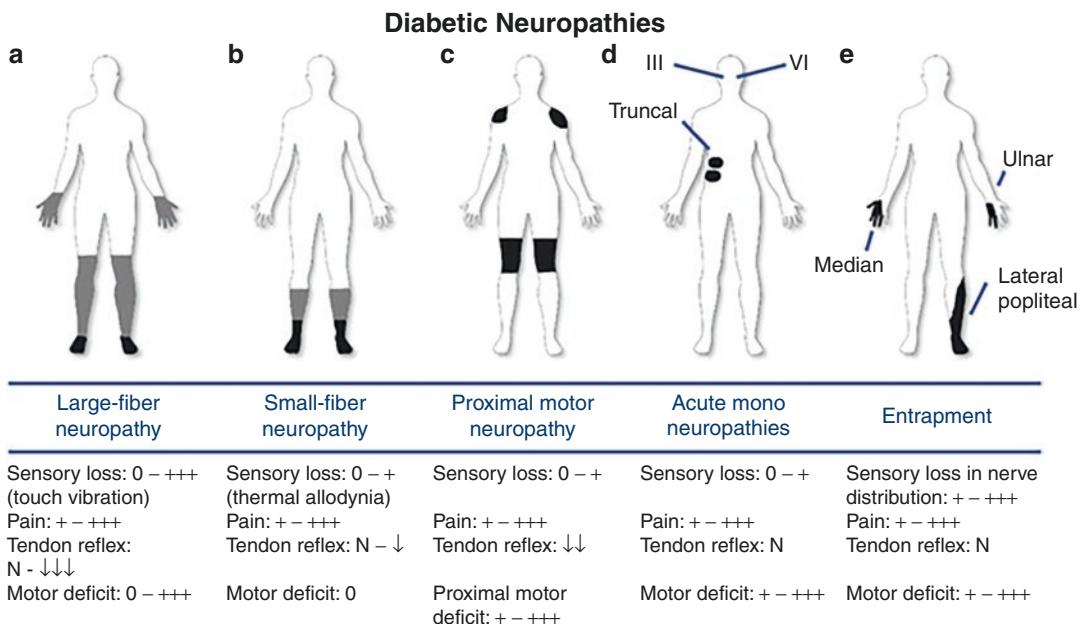 Diabetic Neuropathies
a
b
c
d
e
III
VI
Truncal
Ulnar
Median
Lateral
popliteal
Large-fiber
neuropathy
Small-fiber
neuropathy
Proximal motor
neuropathy
Acute mono
neuropathies
Entrapment
Sensory loss: 0 – +++
(touch vibration)
Pain: + – +++
Tendon reflex:
N - ↓↓↓
Motor deficit: 0 – +++
Sensory loss: 0 – +
(thermal allodynia)
Pain: + – +++
Tendon reflex: N – ↓
Motor deficit: 0
Sensory loss: 0 – +
Pain: + – +++
Tendon reflex: ↓↓
Proximal motor
deficit: + – +++
Sensory loss: 0 – +
Pain: + – +++
Tendon reflex: N
Motor deficit: + – +++
Sensory loss in nerve
distribution: + – +++
Pain: + – +++
Tendon reflex: N
Motor deficit: + – +++